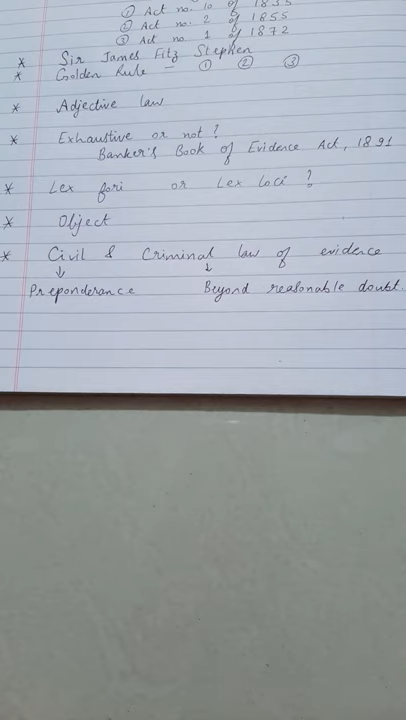 ① Act no. 10 of 1835
② Act no. 2 of 1855
③ Act no. 1 of 1872
* Sir James Fitz Stephen
* Golden Rule - ① ② ③
* Adjective law
* Exhaustive or not?
Banker's Book of Evidence Act, 1891
* Lex fori or Lex Loci ?
* Object
* Civil & Criminal law of evidence
↓ ↓
Preponderance Beyond reasonable doubt.